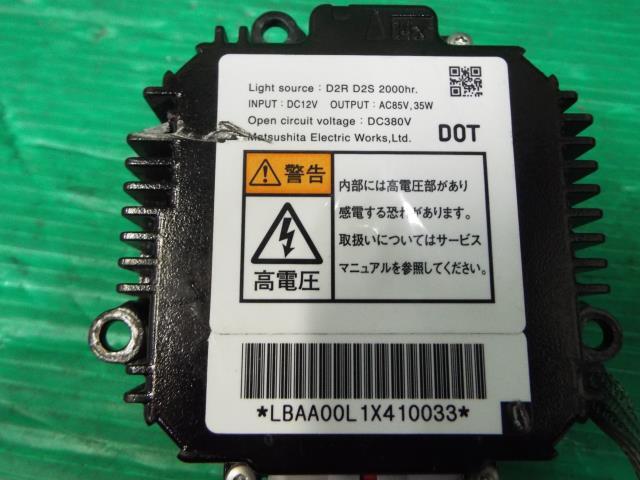 Light source : D2R D2S 2000hr.
INPUT : DC12V OUTPUT : AC85V,35W
Open circuit voltage : DC380V
Matsushita Electric Works,Ltd. DOT
警告
高電圧
内部には高電圧部があり
感電する恐れがあります。
取扱いについてはサービス
マニュアルを参照してください。
*LBAA00L1X410033*